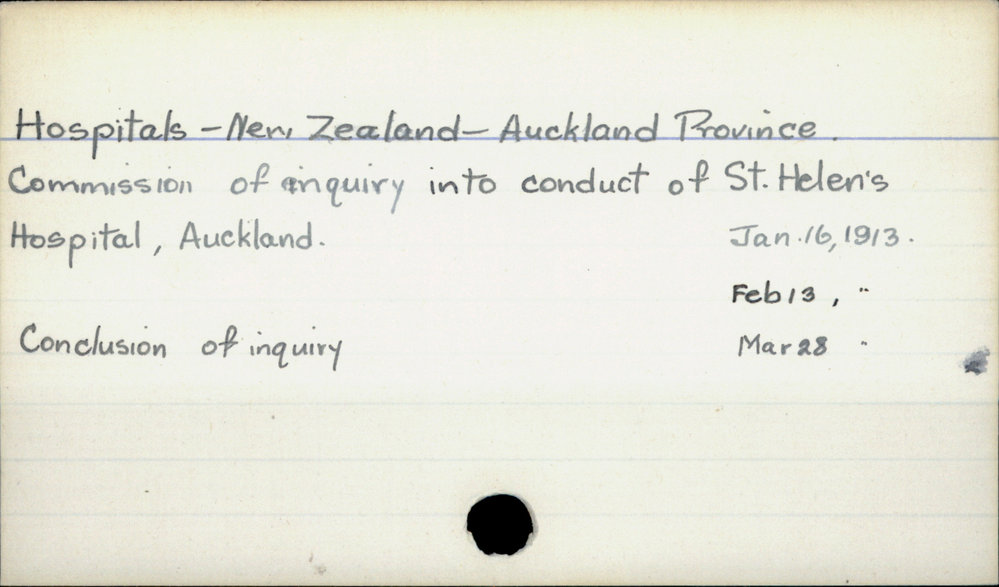 Hospitals – New Zealand – Auckland Province.
Commission of inquiry into conduct of St. Helen's
Hospital, Auckland. Jan. 16, 1913.
Feb 13, "
Conclusion of inquiry Mar 28 "